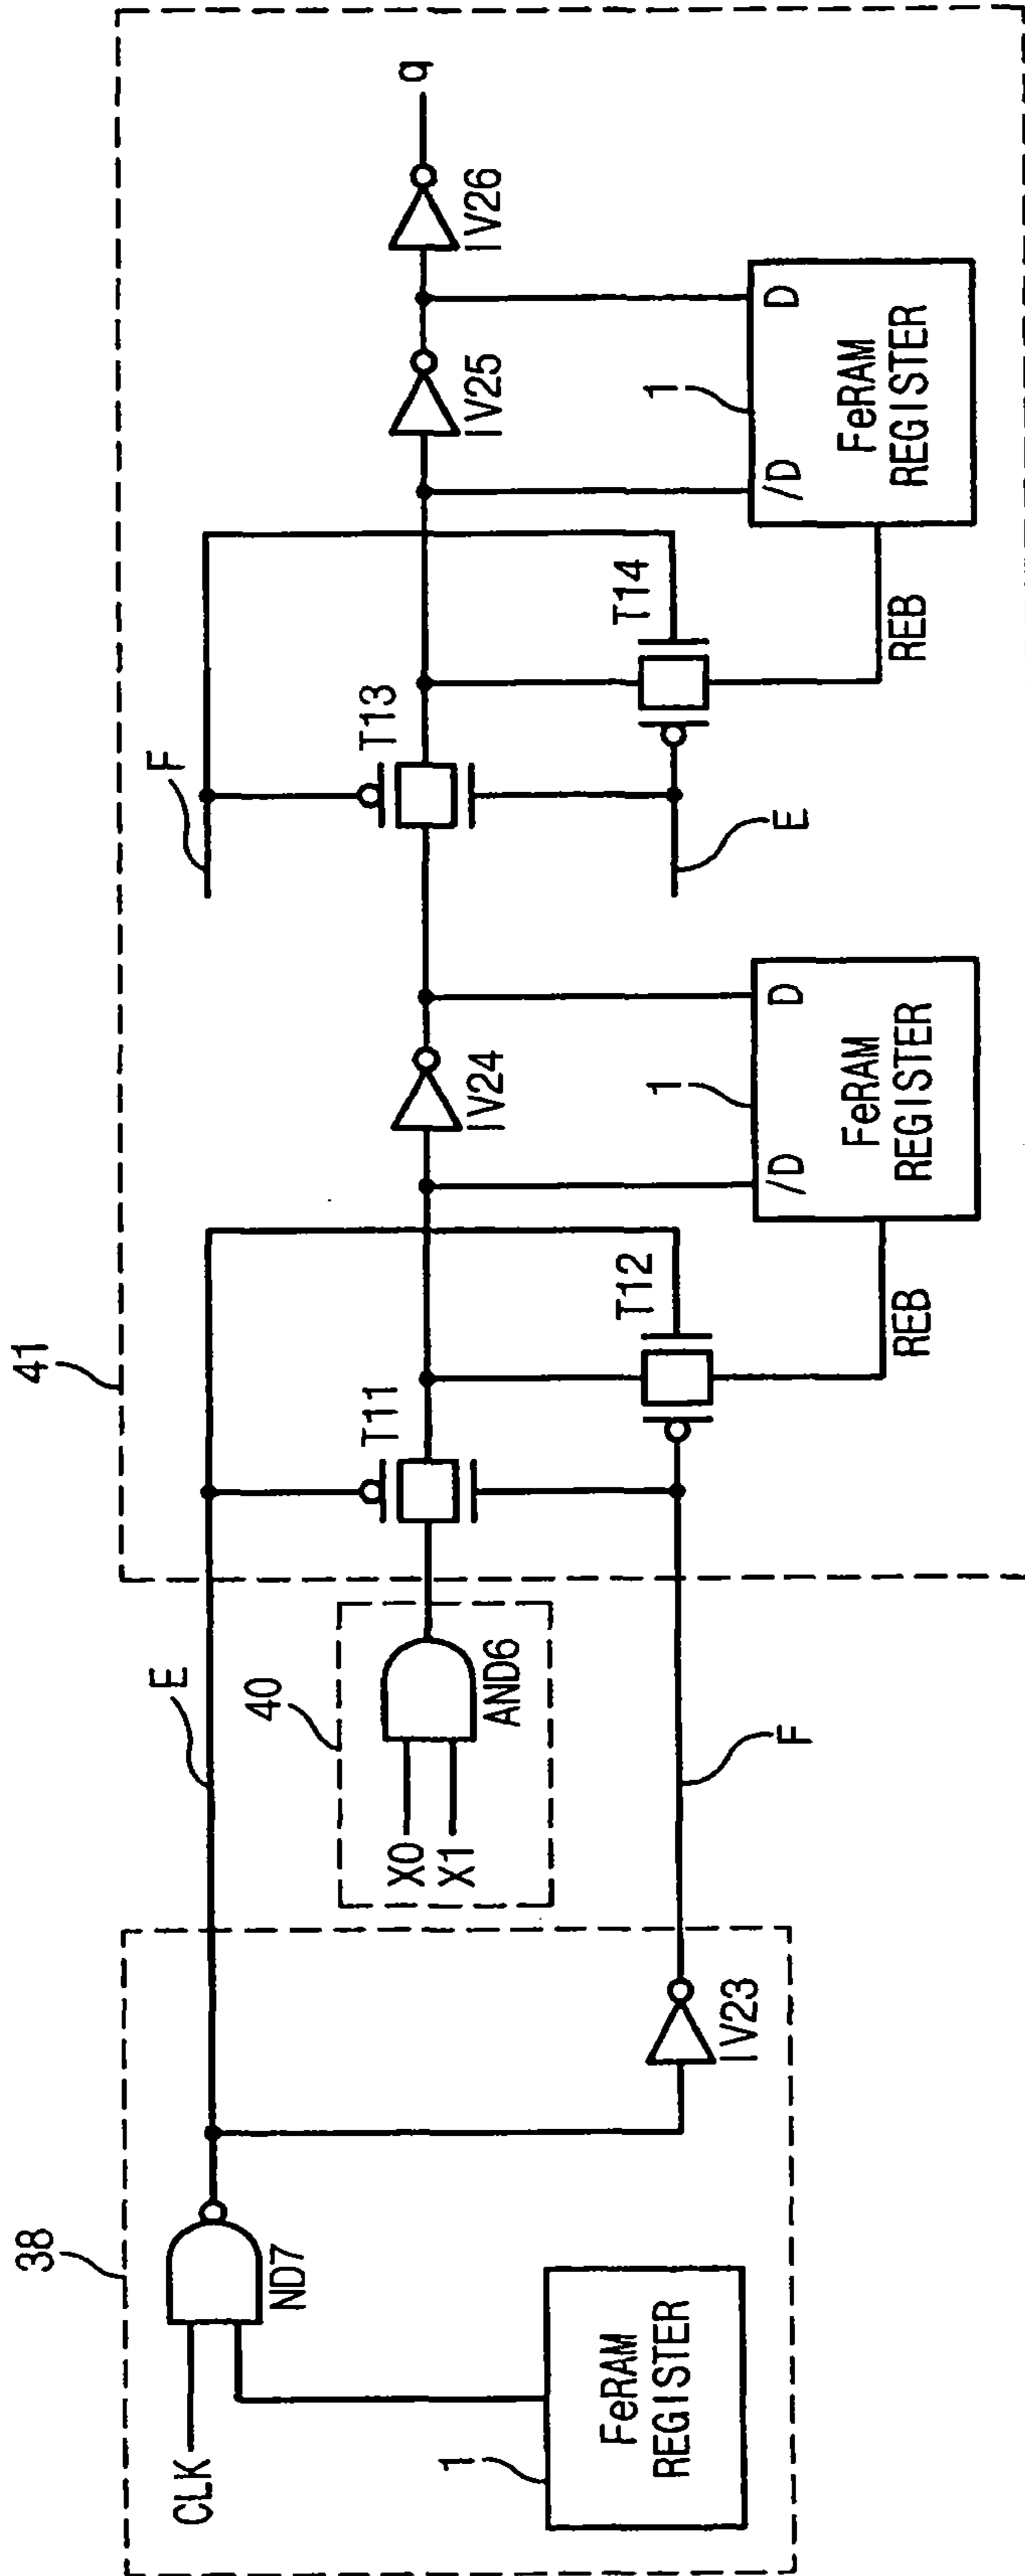 38
CLK
ND7
1
FeRAM
REGISTER
IV23
E
40
X0
X1
AND6
F
41
T11
T12
REB
IV24
1
/D
D
FeRAM
REGISTER
F
T13
E
T14
REB
IV25
1
/D
D
FeRAM
REGISTER
IV26
q